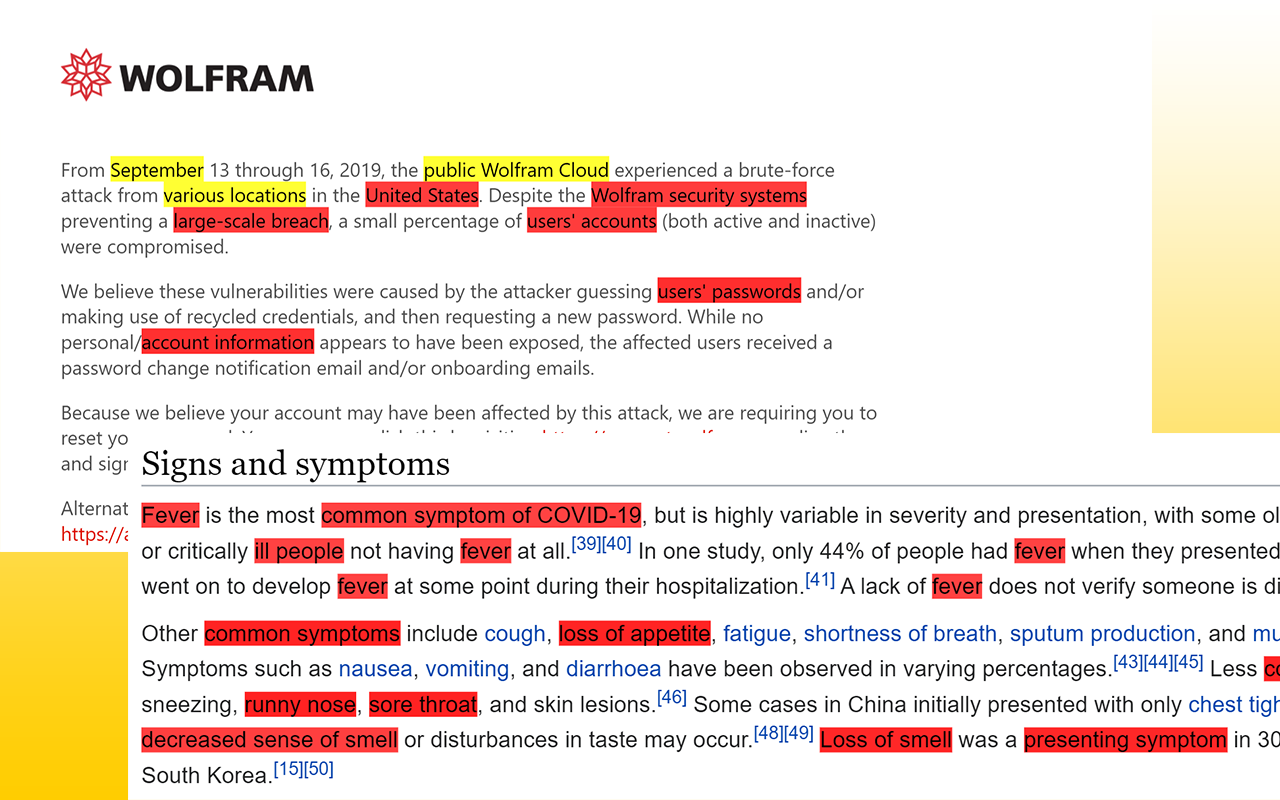 WOLFRAM
From September 13 through 16, 2019, the public Wolfram Cloud experienced a brute-force
attack from various locations in the United States. Despite the Wolfram security systems
preventing a large-scale breach, a small percentage of users' accounts (both active and inactive)
were compromised.
We believe these vulnerabilities were caused by the attacker guessing users' passwords and/or
making use of recycled credentials, and then requesting a new password. While no
personal/account information appears to have been exposed, the affected users received a
password change notification email and/or onboarding emails.
Because we believe your account may have been affected by this attack, we are requiring you to
reset
and sign
Alternat
https://a
Signs and symptoms
Fever is the most common symptom of COVID-19, but is highly variable in severity and presentation, with some ol
or critically ill people not having fever at all.[39][40] In one study, only 44% of people had fever when they presented
went on to develop fever at some point during their hospitalization.[41] A lack of fever does not verify someone is di
Other common symptoms include cough, loss of appetite, fatigue, shortness of breath, sputum production, and mu
Symptoms such as nausea, vomiting, and diarrhoea have been observed in varying percentages.[43][44][45] Less co
sneezing, runny nose, sore throat, and skin lesions.[46] Some cases in China initially presented with only chest tigh
decreased sense of smell or disturbances in taste may occur.[48][49] Loss of smell was a presenting symptom in 30
South Korea.[15][50]